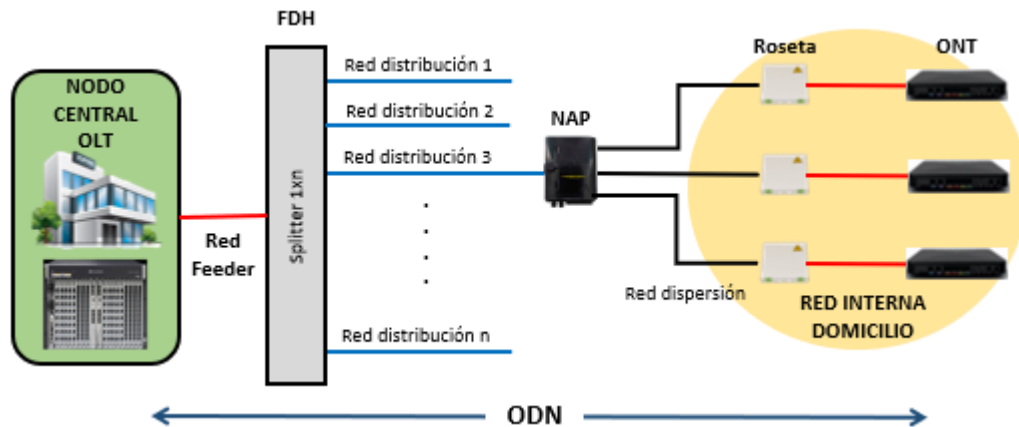 FDH
NODO
CENTRAL
OLT
Red
Feeder
Splitter 1xn
Red distribución 1
Red distribución 2
Red distribución 3
.
.
.
.
Red distribución n
NAP
Red dispersión
Roseta
ONT
RED INTERNA
DOMICILIO
ODN